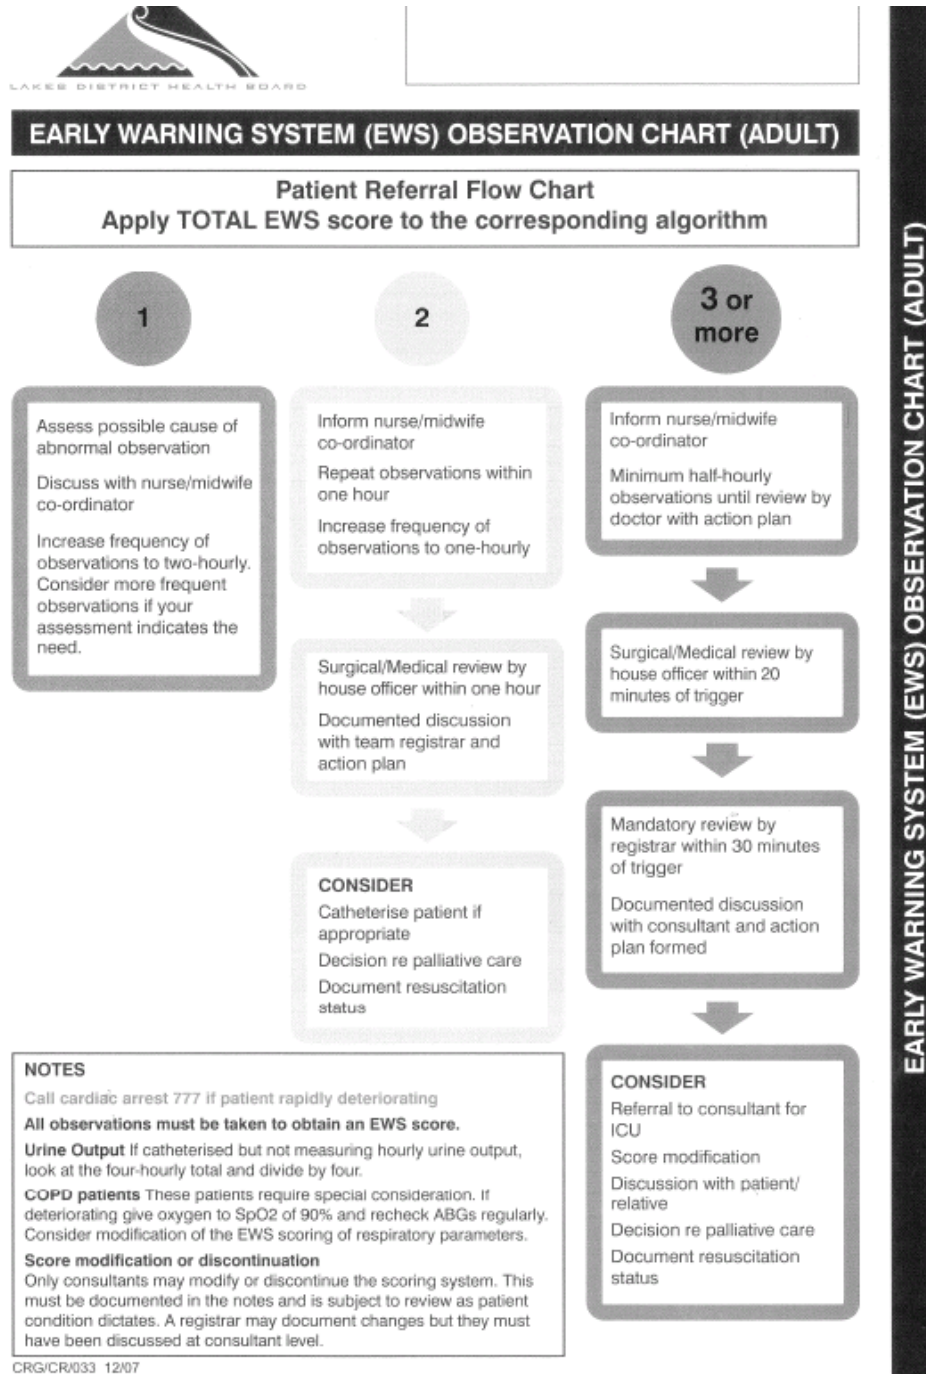 LAKES DISTRICT HEALTH BOARD
EARLY WARNING SYSTEM (EWS) OBSERVATION CHART (ADULT)
Patient Referral Flow Chart
Apply TOTAL EWS score to the corresponding algorithm
1
Assess possible cause of
abnormal observation
Discuss with nurse/midwife
co-ordinator
Increase frequency of
observations to two-hourly.
Consider more frequent
observations if your
assessment indicates the
need.
2
Inform nurse/midwife
co-ordinator
Repeat observations within
one hour
Increase frequency of
observations to one-hourly
Surgical/Medical review by
house officer within one hour
Documented discussion
with team registrar and
action plan
CONSIDER
Catheterise patient if
appropriate
Decision re palliative care
Document resuscitation
status
3 or
more
Inform nurse/midwife
co-ordinator
Minimum half-hourly
observations until review by
doctor with action plan
Surgical/Medical review by
house officer within 20
minutes of trigger
Mandatory review by
registrar within 30 minutes
of trigger
Documented discussion
with consultant and action
plan formed
CONSIDER
Referral to consultant for
ICU
Score modification
Discussion with patient/
relative
Decision re palliative care
Document resuscitation
status
NOTES
Call cardiac arrest 777 if patient rapidly deteriorating
All observations must be taken to obtain an EWS score.
Urine Output If catheterised but not measuring hourly urine output,
look at the four-hourly total and divide by four.
COPD patients These patients require special consideration. If
deteriorating give oxygen to SpO2 of 90% and recheck ABGs regularly.
Consider modification of the EWS scoring of respiratory parameters.
Score modification or discontinuation
Only consultants may modify or discontinue the scoring system. This
must be documented in the notes and is subject to review as patient
condition dictates. A registrar may document changes but they must
have been discussed at consultant level.
CRG/CR/033 12/07
EARLY WARNING SYSTEM (EWS) OBSERVATION CHART (ADULT)